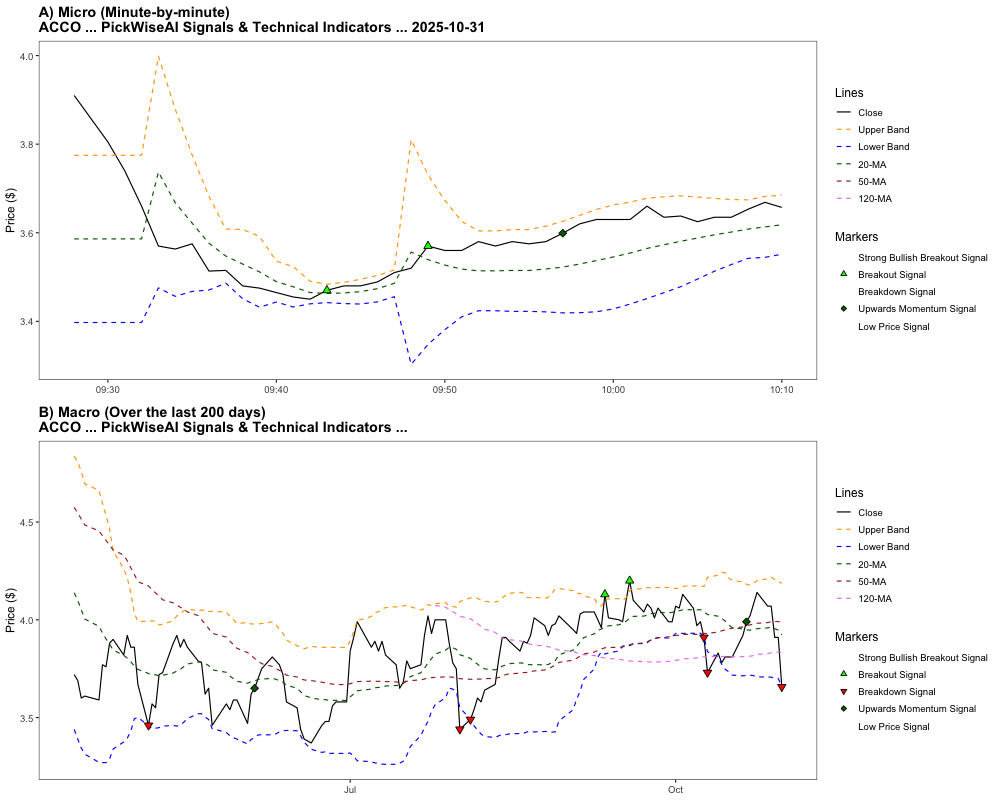 A) Micro (Minute-by-minute)
ACCO ... PickWiseAI Signals & Technical Indicators ... 2025-10-31
Price ($)
4.0
3.8
3.6
3.4
09:30
09:40
09:50
10:00
10:10
Lines
Close
Upper Band
Lower Band
20-MA
50-MA
120-MA
Markers
Strong Bullish Breakout Signal
Breakout Signal
Breakdown Signal
Upwards Momentum Signal
Low Price Signal
B) Macro (Over the last 200 days)
ACCO ... PickWiseAI Signals & Technical Indicators ...
Price ($)
4.5
4.0
3.5
Jul
Oct
Lines
Close
Upper Band
Lower Band
20-MA
50-MA
120-MA
Markers
Strong Bullish Breakout Signal
Breakout Signal
Breakdown Signal
Upwards Momentum Signal
Low Price Signal